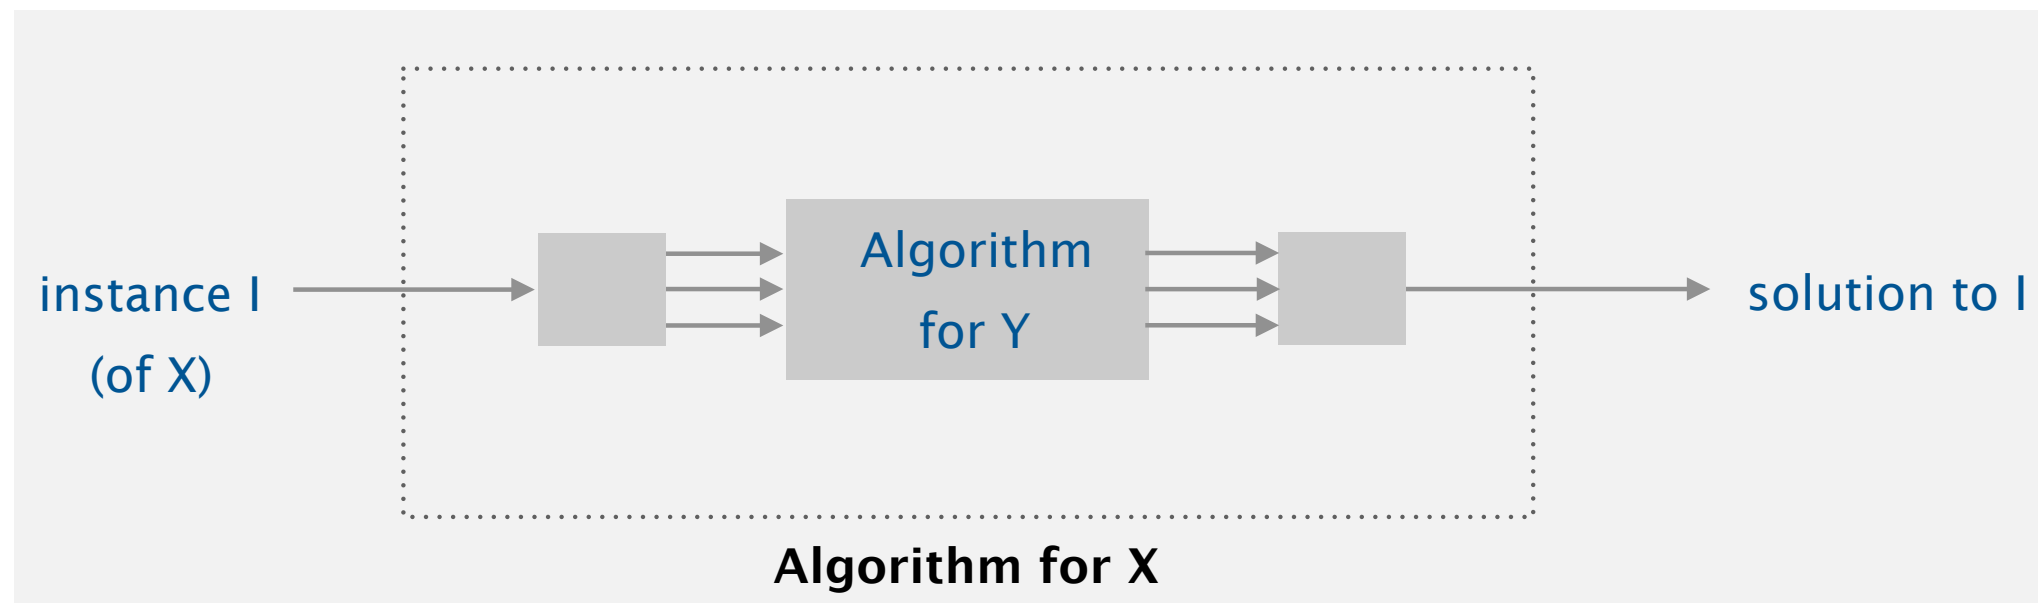 instance I
(of X)
Algorithm
for Y
solution to I
Algorithm for X